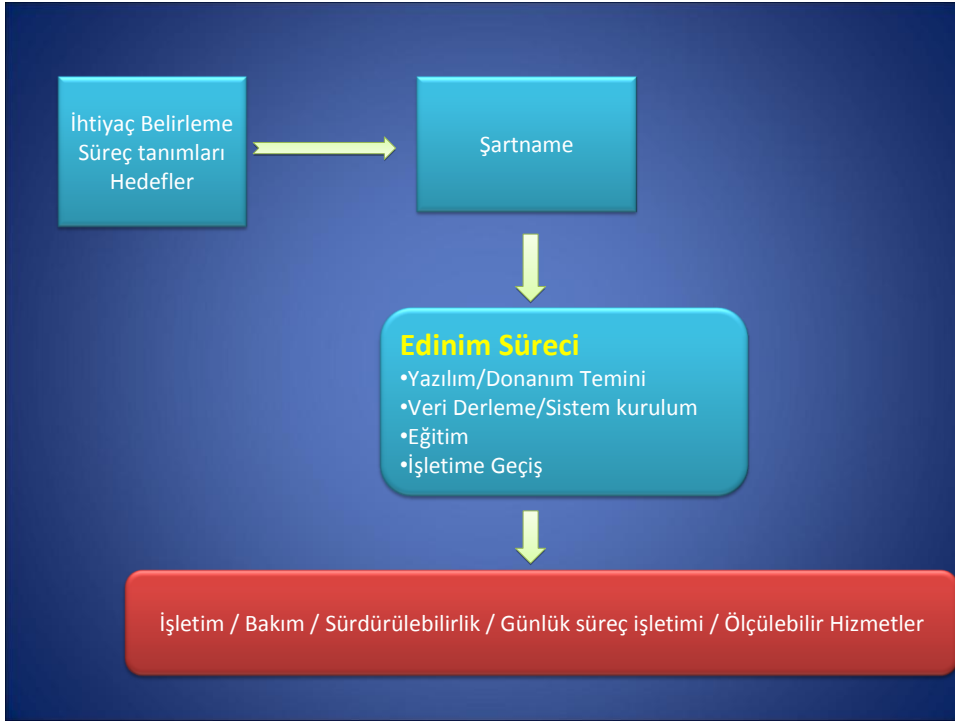 İhtiyaç Belirleme
Süreç tanımları
Hedefler
Şartname
Edinim Süreci
•Yazılım/Donanım Temini
•Veri Derleme/Sistem kurulum
•Eğitim
•İşletime Geçiş
İşletim / Bakım / Sürdürülebilirlik / Günlük süreç işletimi / Ölçülebilir Hizmetler